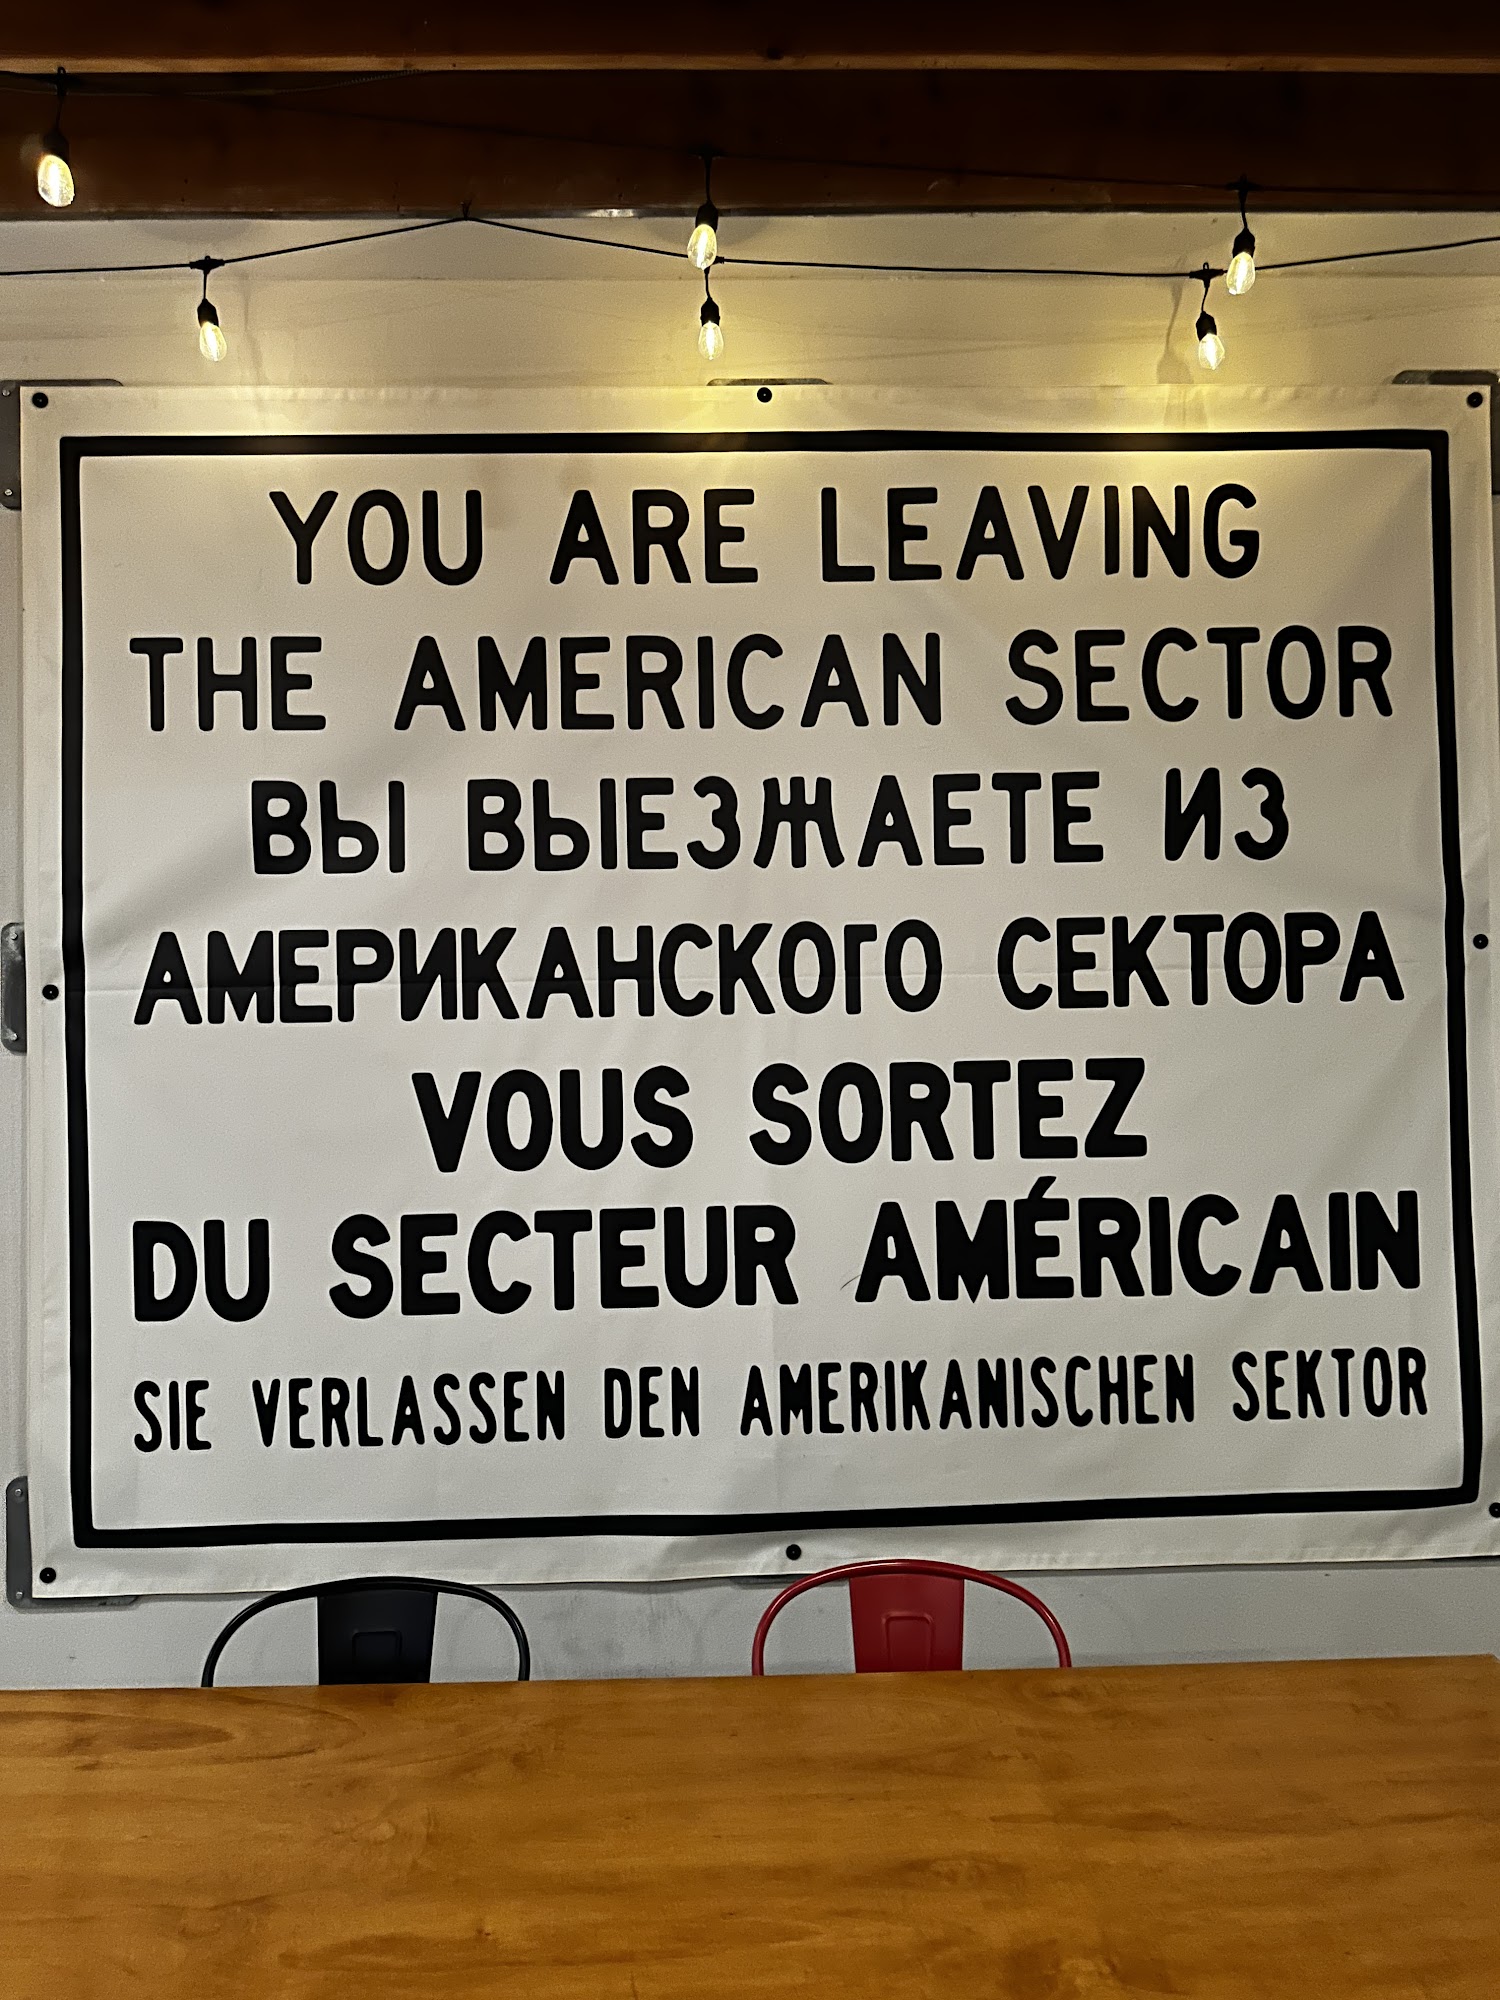 YOU ARE LEAVING
THE AMERICAN SECTOR
ВЫ ВЫЕЗЖАЕТЕ ИЗ
АМЕРИКАНСКОГО СЕКТОРА
VOUS SORTEZ
DU SECTEUR AMÉRICAIN
SIE VERLASSEN DEN AMERIKANISCHEN SEKTOR